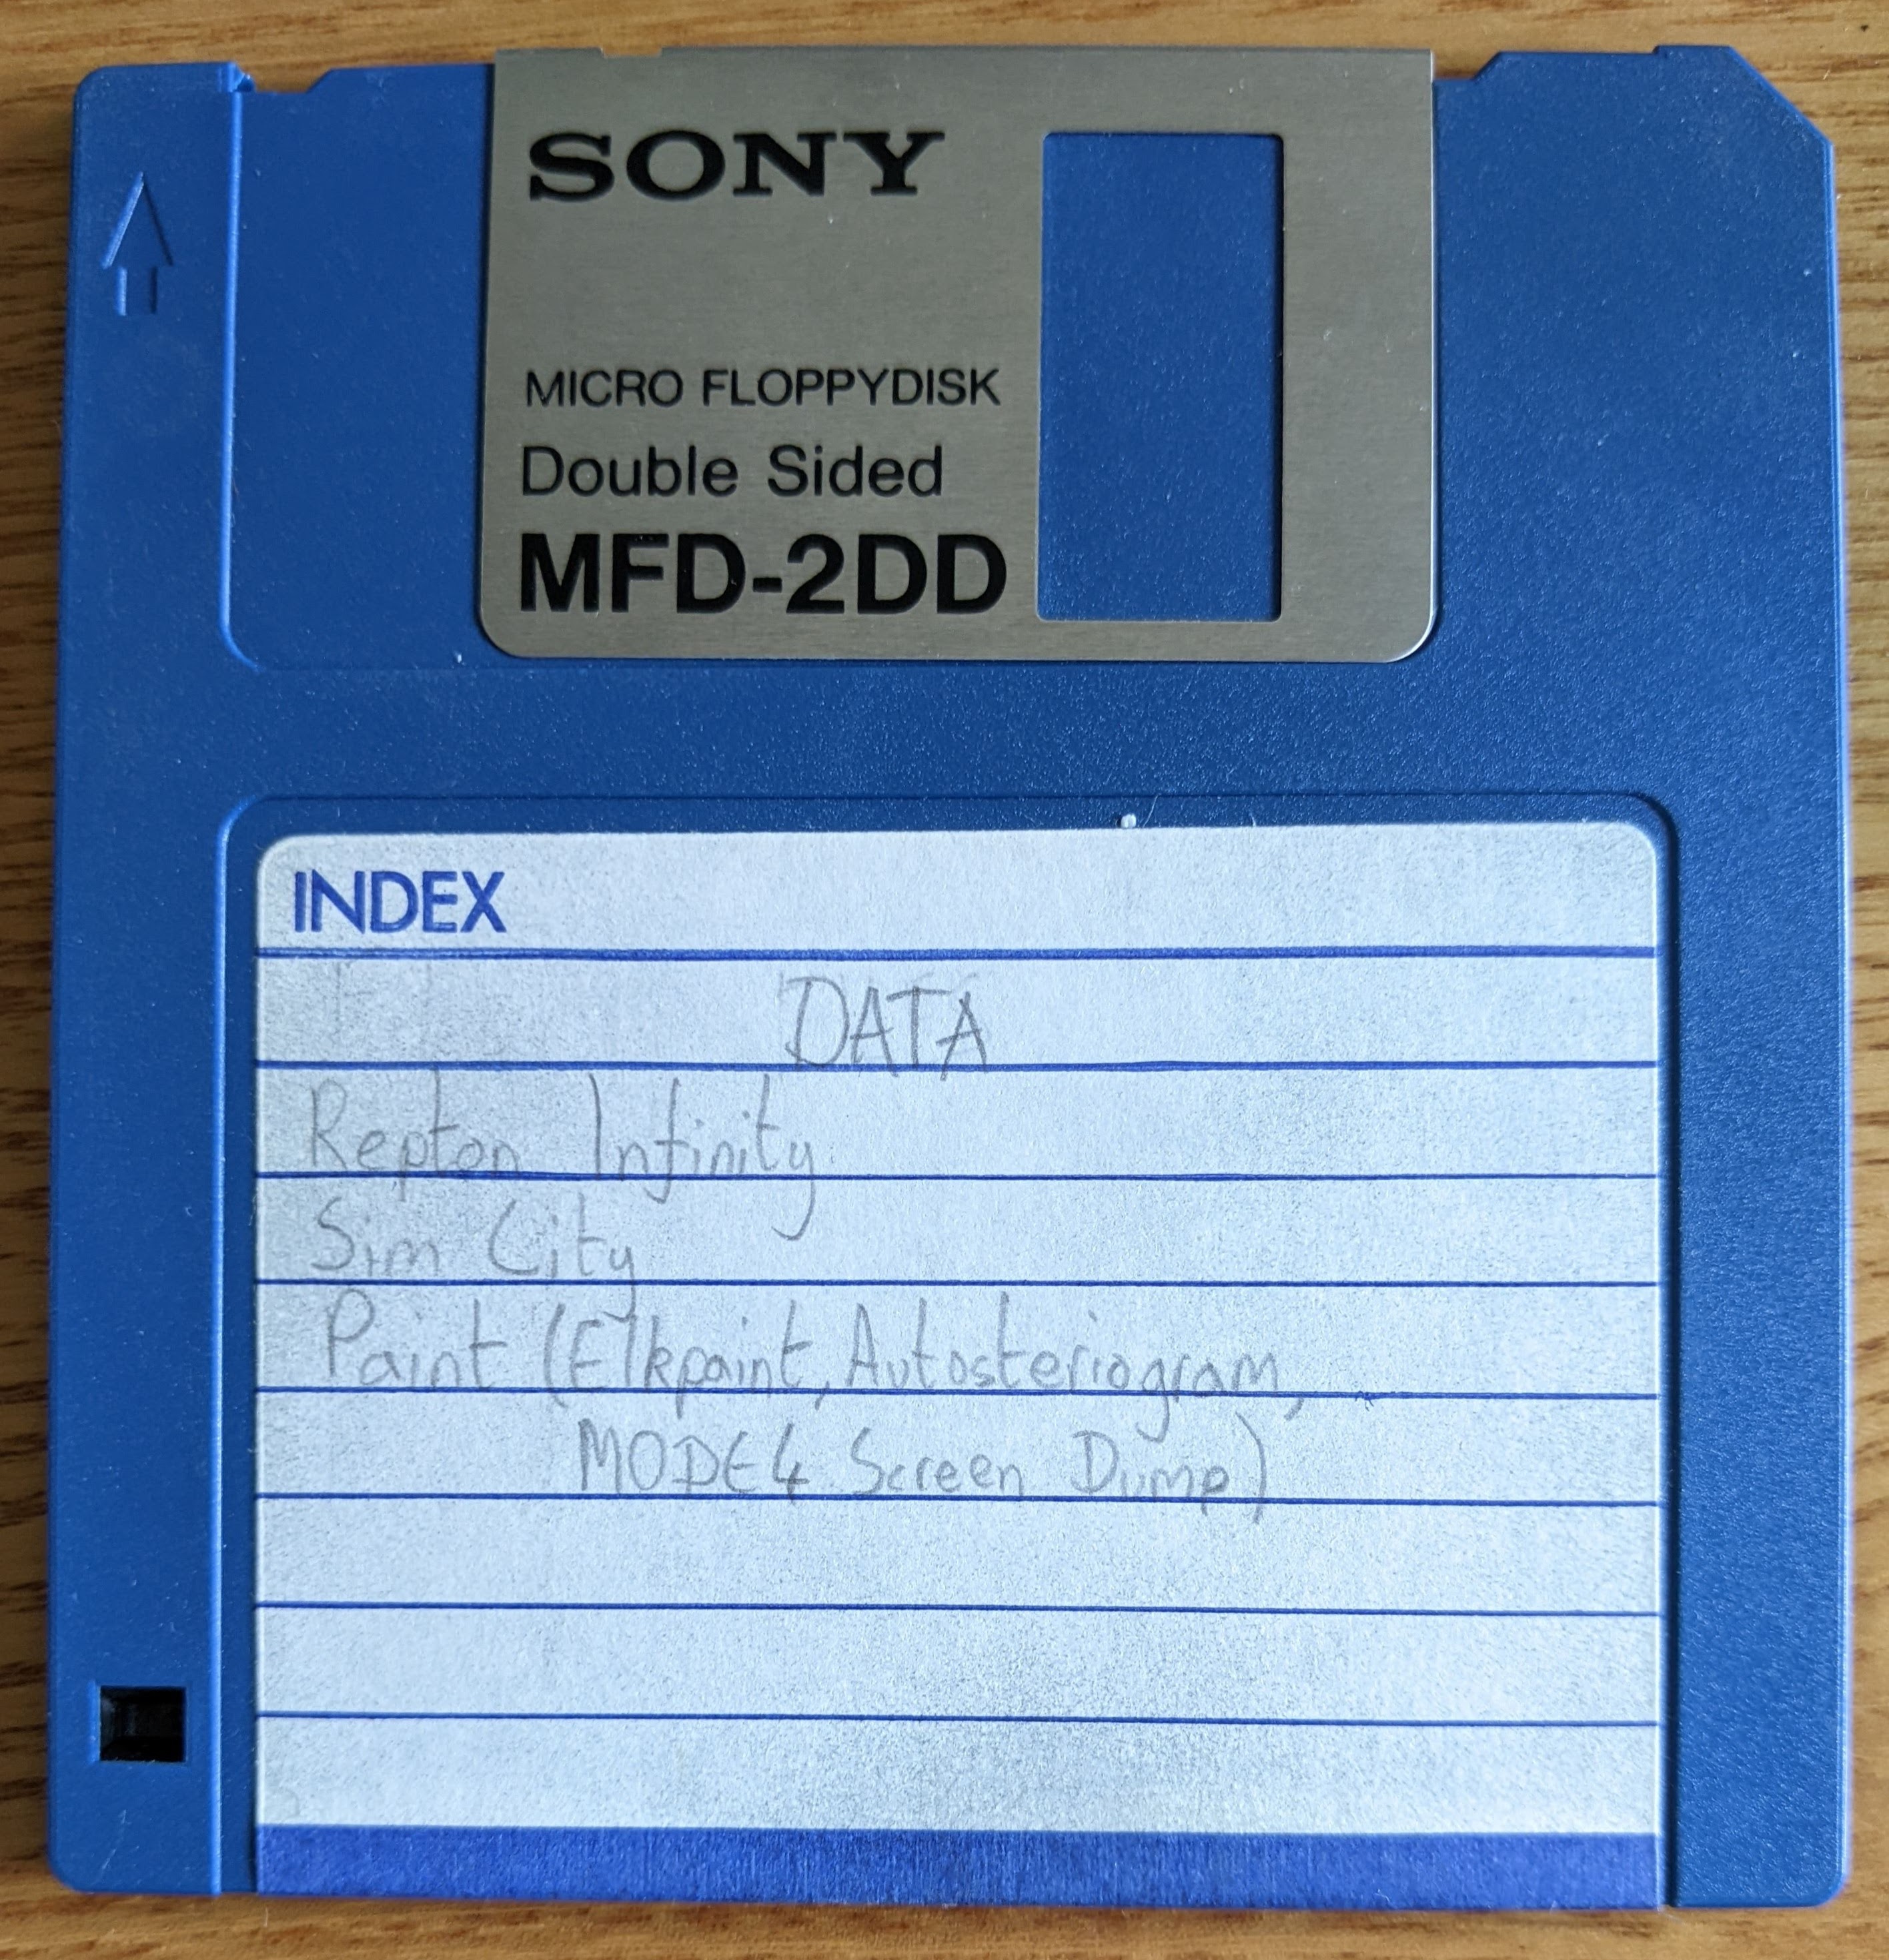 SONY
MICRO FLOPPYDISK
Double Sided
MFD-2DD
INDEX
DATA
Repton Infinity
Sim City
Paint (Elkpaint, Autosteriogram,
MODE4 Screen Dump)